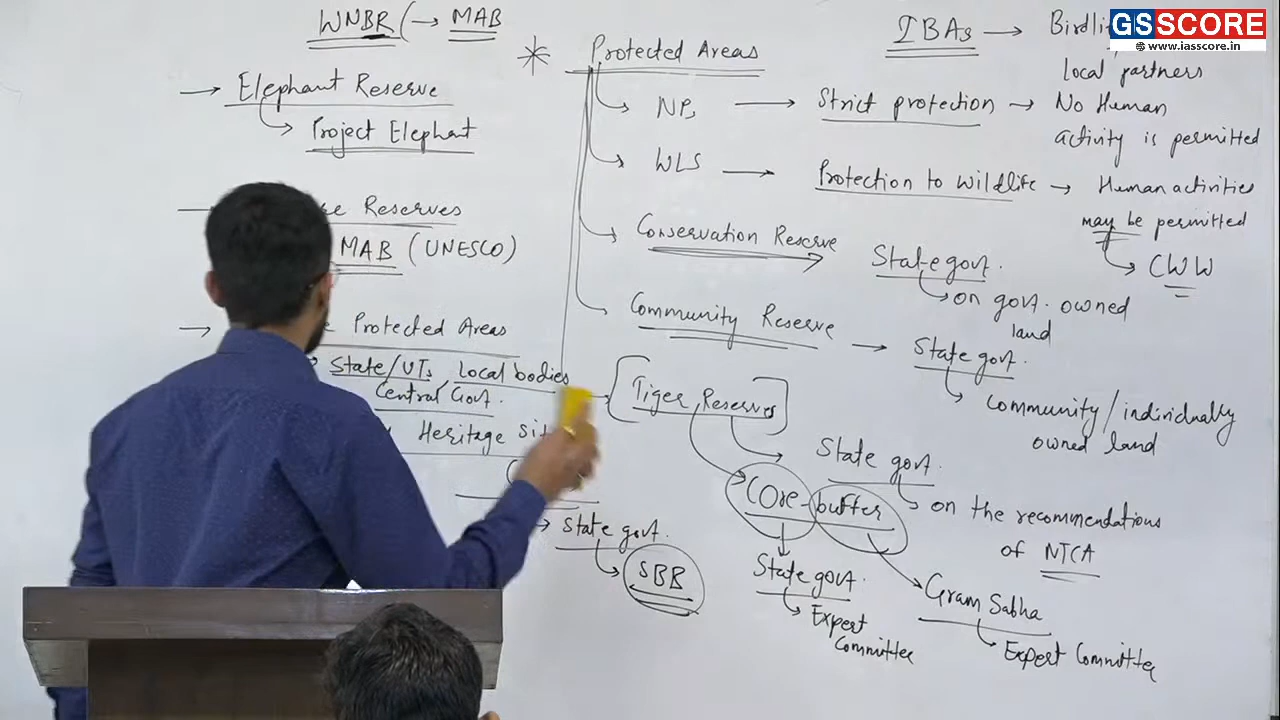 WNBR (→ MAB
→ Elephant Reserve
Project Elephant
Reserves
MAB (UNESCO)
→ Protected Areas
State/UTs, local bodies
Central Govt.
Heritage
→ State govt.
SBB
* Protected Areas
NPs → Strict protection → No Human
activity is permitted
WLS → Protection to wildlife → Human activities
may be permitted
CWW
Conservation Reserve
State govt.
on govt. owned
land
Community Reserve → State govt.
Community/individually
owned land
Tiger Reserves
State govt.
on the recommendations
of NTCA
Core-buffer
State govt.
Expert
Committee
Gram Sabha
Expert Committee
IBAs →
local partners
GSSCORE
www.iasscore.in